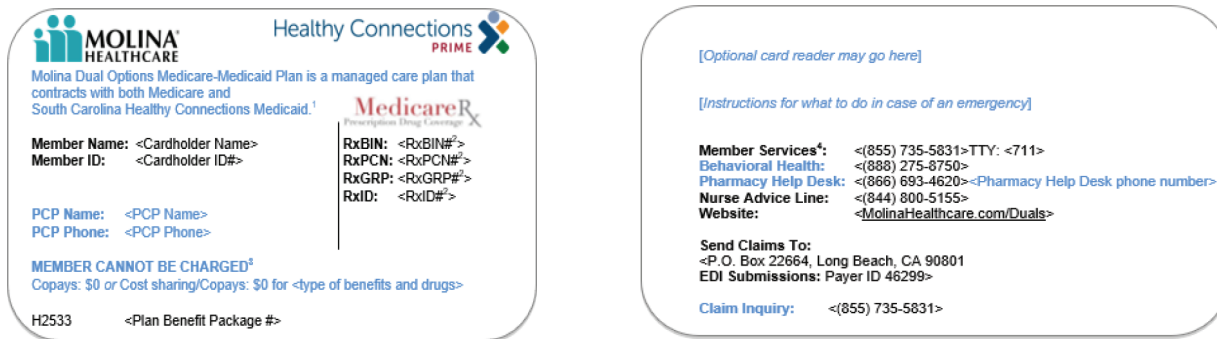 MOLINA
HEALTHCARE
Healthy Connections
PRIME
Molina Dual Options Medicare-Medicaid Plan is a managed care plan that
contracts with both Medicare and
South Carolina Healthy Connections Medicaid.¹
MedicareRx
Prescription Drug Coverage
Member Name: <Cardholder Name>
Member ID: <Cardholder ID#>
RxBIN: <RxBIN#²>
RxPCN: <RxPCN#²>
RxGRP: <RxGRP#²>
RxID: <RxID#²>
PCP Name: <PCP Name>
PCP Phone: <PCP Phone>
MEMBER CANNOT BE CHARGED³
Copays: $0 or Cost sharing/Copays: $0 for <type of benefits and drugs>
H2533 <Plan Benefit Package #>
[Optional card reader may go here]
[Instructions for what to do in case of an emergency]
Member Services⁴: <(855) 735-5831>TTY: <711>
Behavioral Health: <(888) 275-8750>
Pharmacy Help Desk: <(866) 693-4620><Pharmacy Help Desk phone number>
Nurse Advice Line: <(844) 800-5155>
Website: <MolinaHealthcare.com/Duals>
Send Claims To:
<P.O. Box 22664, Long Beach, CA 90801
EDI Submissions: Payer ID 46299>
Claim Inquiry: <(855) 735-5831>